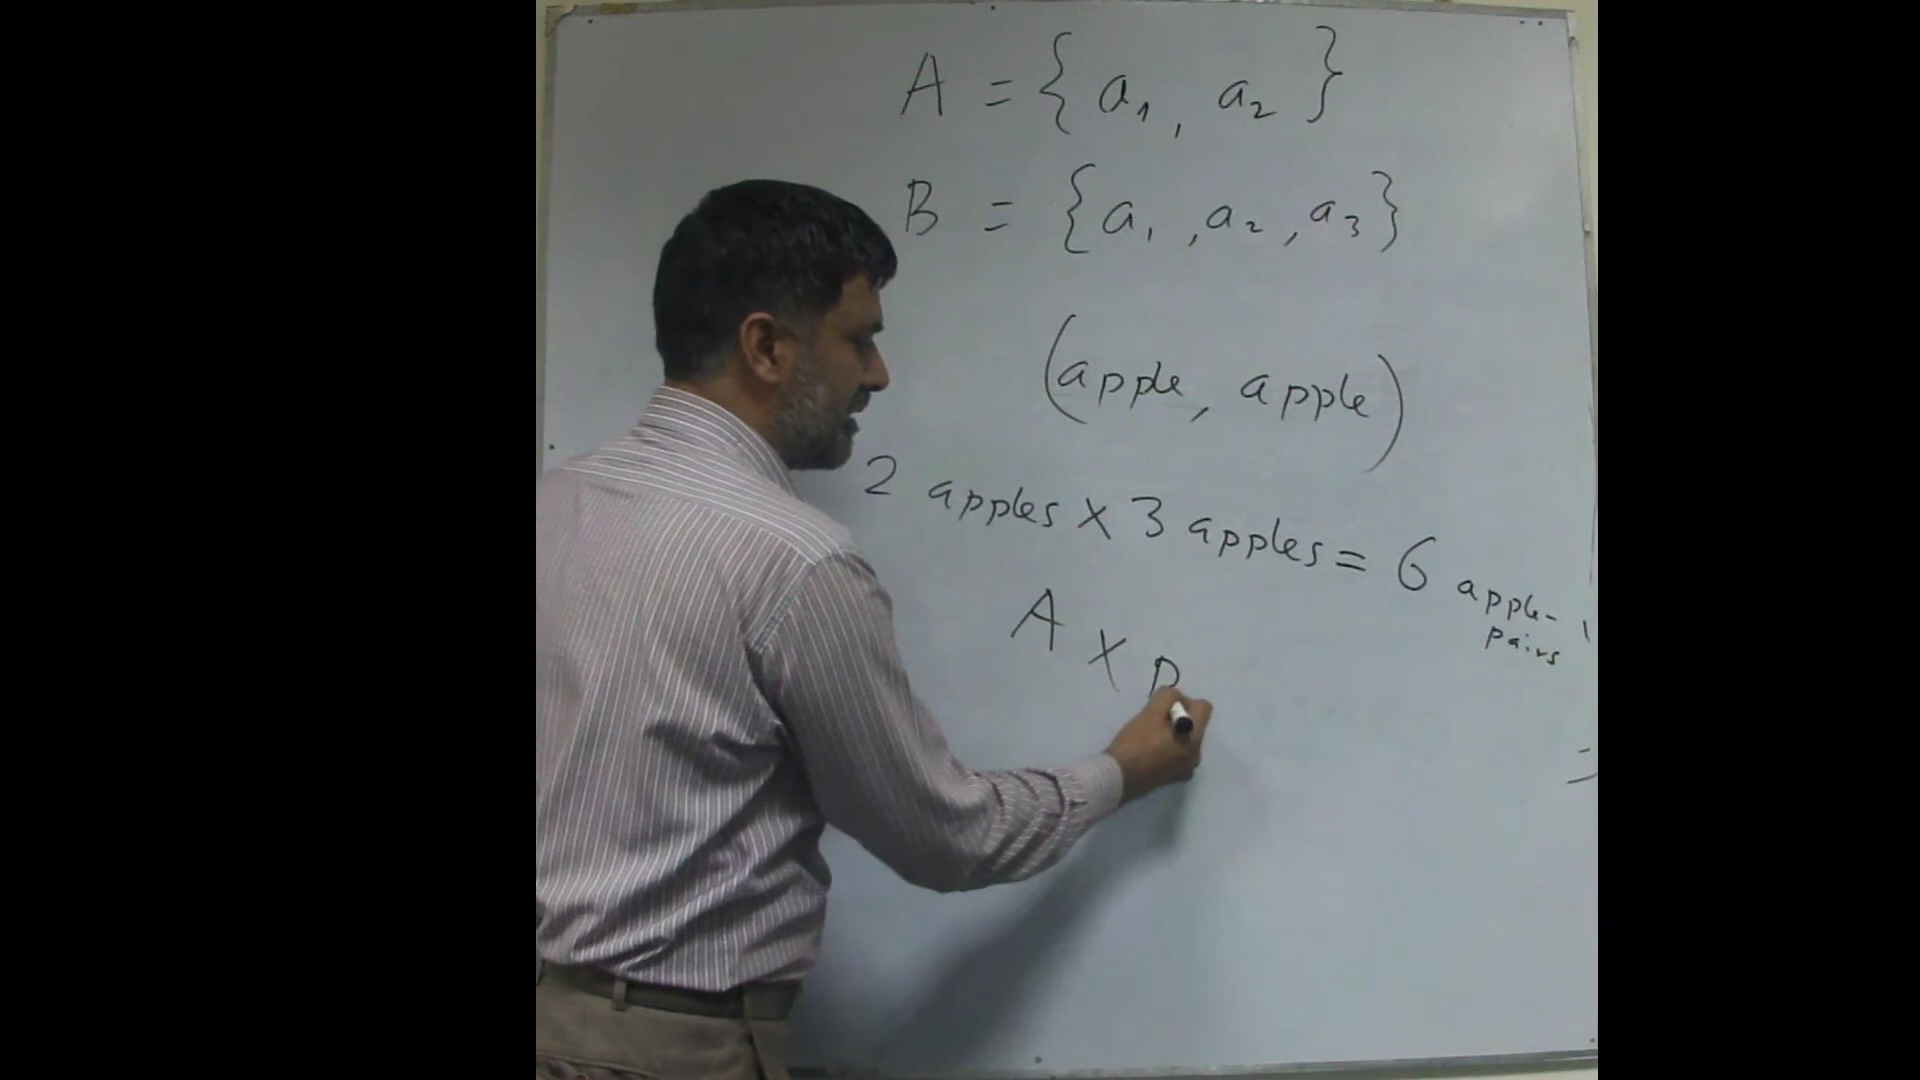 A = { a1, a2 }
B = { a1, a2, a3 }
(apple, apple)
2 apples × 3 apples = 6 apple-
pairs
A ×
=